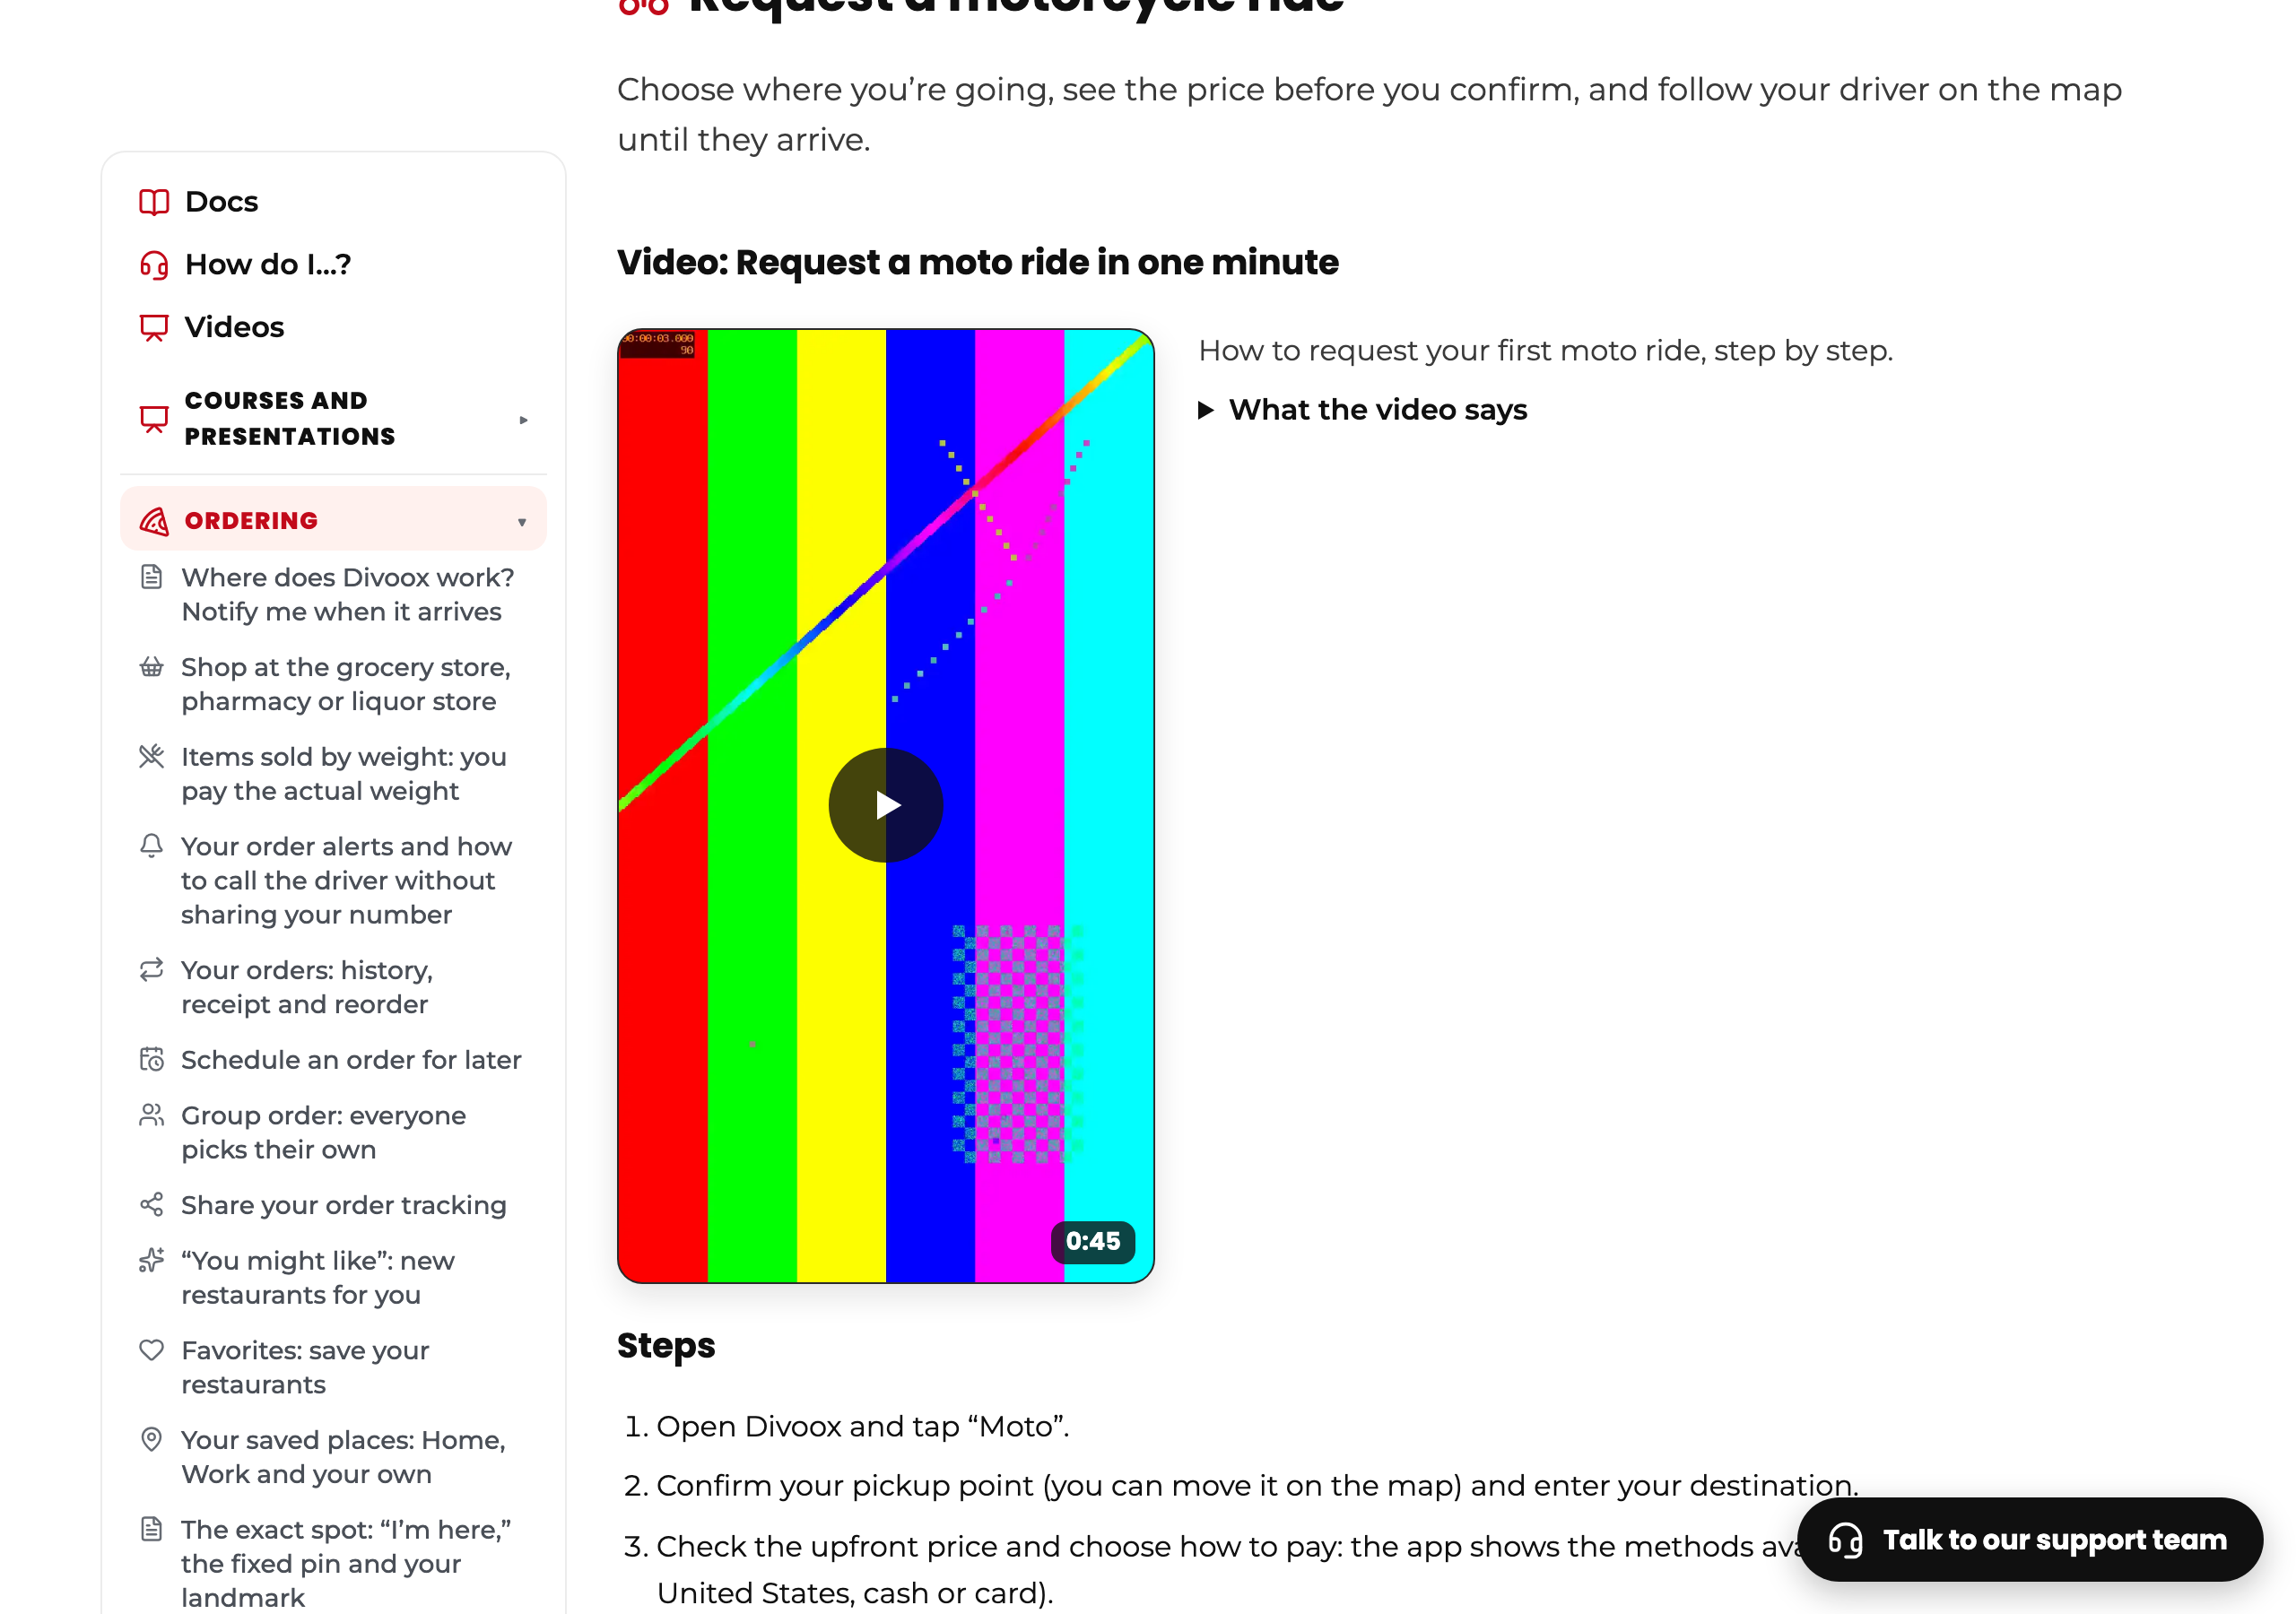 Request a motorcycle ride
Choose where you’re going, see the price before you confirm, and follow your driver on the map
until they arrive.
Docs
How do I...?
Videos
COURSES AND
PRESENTATIONS
ORDERING
Where does Divoox work?
Notify me when it arrives
Shop at the grocery store,
pharmacy or liquor store
Items sold by weight: you
pay the actual weight
Your order alerts and how
to call the driver without
sharing your number
Your orders: history,
receipt and reorder
Schedule an order for later
Group order: everyone
picks their own
Share your order tracking
“You might like”: new
restaurants for you
Favorites: save your
restaurants
Your saved places: Home,
Work and your own
The exact spot: “I’m here,”
the fixed pin and your
landmark
Video: Request a moto ride in one minute
00:00:03.000
90
0:45
How to request your first moto ride, step by step.
What the video says
Steps
1. Open Divoox and tap “Moto”.
2. Confirm your pickup point (you can move it on the map) and enter your destination.
3. Check the upfront price and choose how to pay: the app shows the methods
United States, cash or card).
Talk to our support team